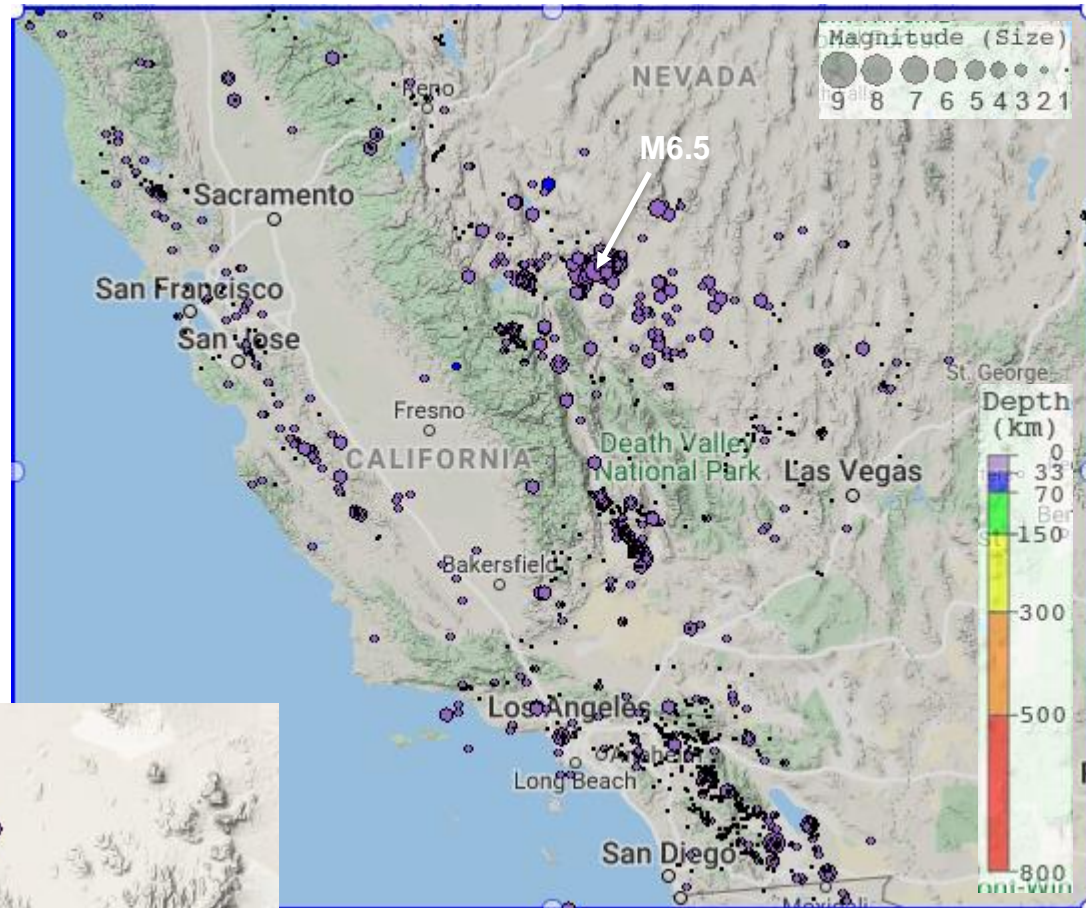 Magnitude (Size)
9 8 7 6 5 4 3 2 1
NEVADA
Reno
M6.5
Sacramento
San Francisco
San Jose
St. George
Depth
(km)
0
33
70
150
300
500
800
Fresno
CALIFORNIA
Death Valley
National Park
Las Vegas
Bakersfield
Los Angeles
Anaheim
Long Beach
San Diego
Mexicali